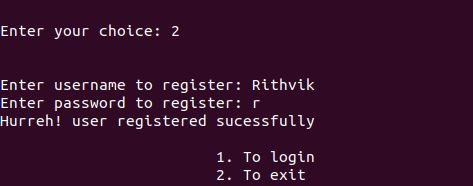 Enter your choice: 2
Enter username to register: Rithvik
Enter password to register: r
Hurreh! user registered sucessfully
1. To login
2. To exit